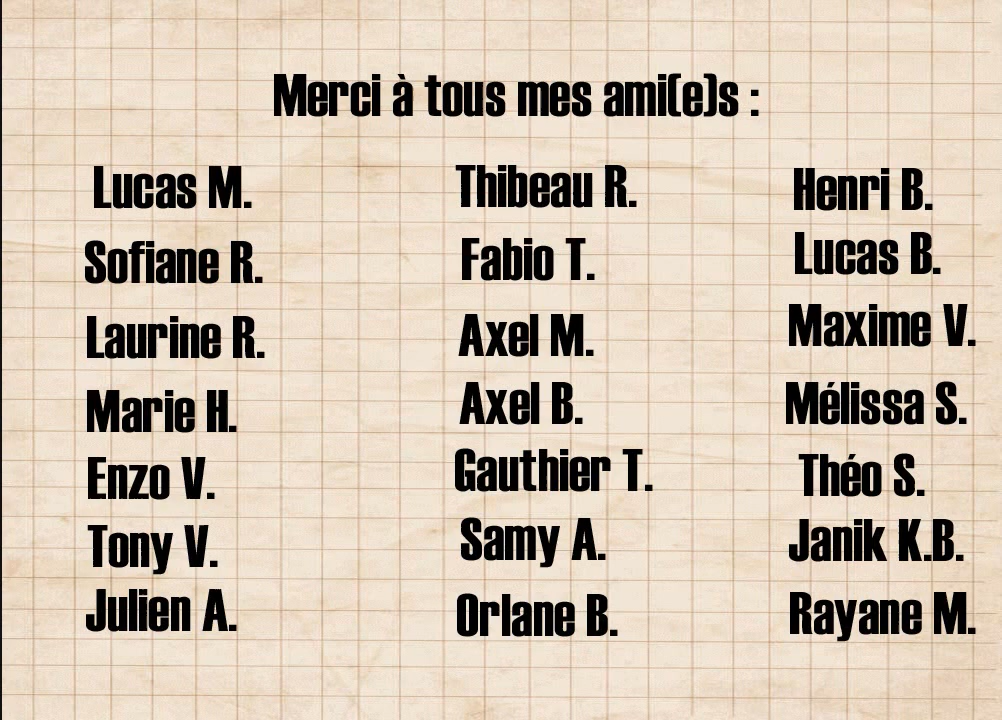 Merci à tous mes ami(e)s :
Lucas M.
Sofiane R.
Laurine R.
Marie H.
Enzo V.
Tony V.
Julien A.
Thibeau R.
Fabio T.
Axel M.
Axel B.
Gauthier T.
Samy A.
Orlane B.
Henri B.
Lucas B.
Maxime V.
Mélissa S.
Théo S.
Janik K.B.
Rayane M.